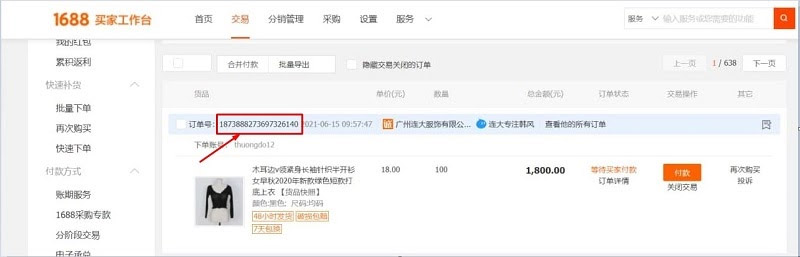 1688 买家工作台 首页 交易 分销管理 采购 设置 服务 服务 输入服务或您需要的功能
我的红包
累积返利
快速补货
批量下单
再次购买
快速下单
付款方式
账期服务
1688采购专款
分阶段交易
电子承兑
合并付款 批量导出 隐藏交易关闭的订单 上一页 1 / 638 下一页
货品 单价(元) 数量 总金额(元) 订单状态 交易操作 其它
订单号: 1873888273697326140 2021-06-15 09:57:47 广州连大服饰有限公... 连大专注韩风 查看他的所有订单
下单账号: thuongdo12
木耳边v领紧身长袖针织半开衫 18.00 100 1,800.00 等待买家付款 付款 再次购买
女早秋2020年新款绿色短款打 订单详情 关闭交易 投诉
底上衣 【货品快照】
颜色:黑色; 尺码:均码
48小时发货 破损包赔
7天包换